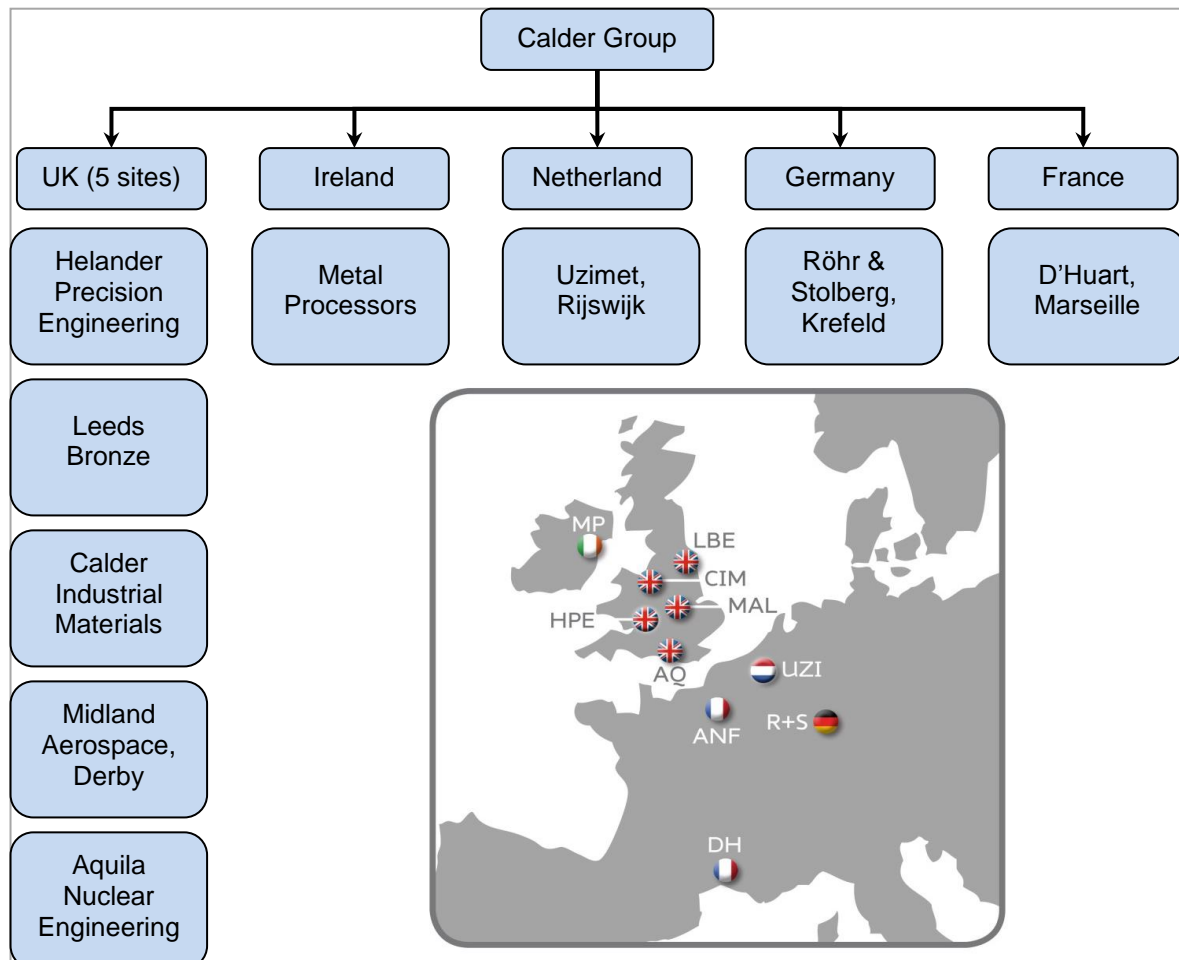 Calder Group
UK (5 sites)
Ireland
Netherland
Germany
France
Helander
Precision
Engineering
Metal
Processors
Uzimet,
Rijswijk
Röhr &
Stolberg,
Krefeld
D’Huart,
Marseille
Leeds
Bronze
Calder
Industrial
Materials
Midland
Aerospace,
Derby
Aquila
Nuclear
Engineering
MP
LBE
CIM
MAL
HPE
AQ
UZI
ANF
R+S
DH